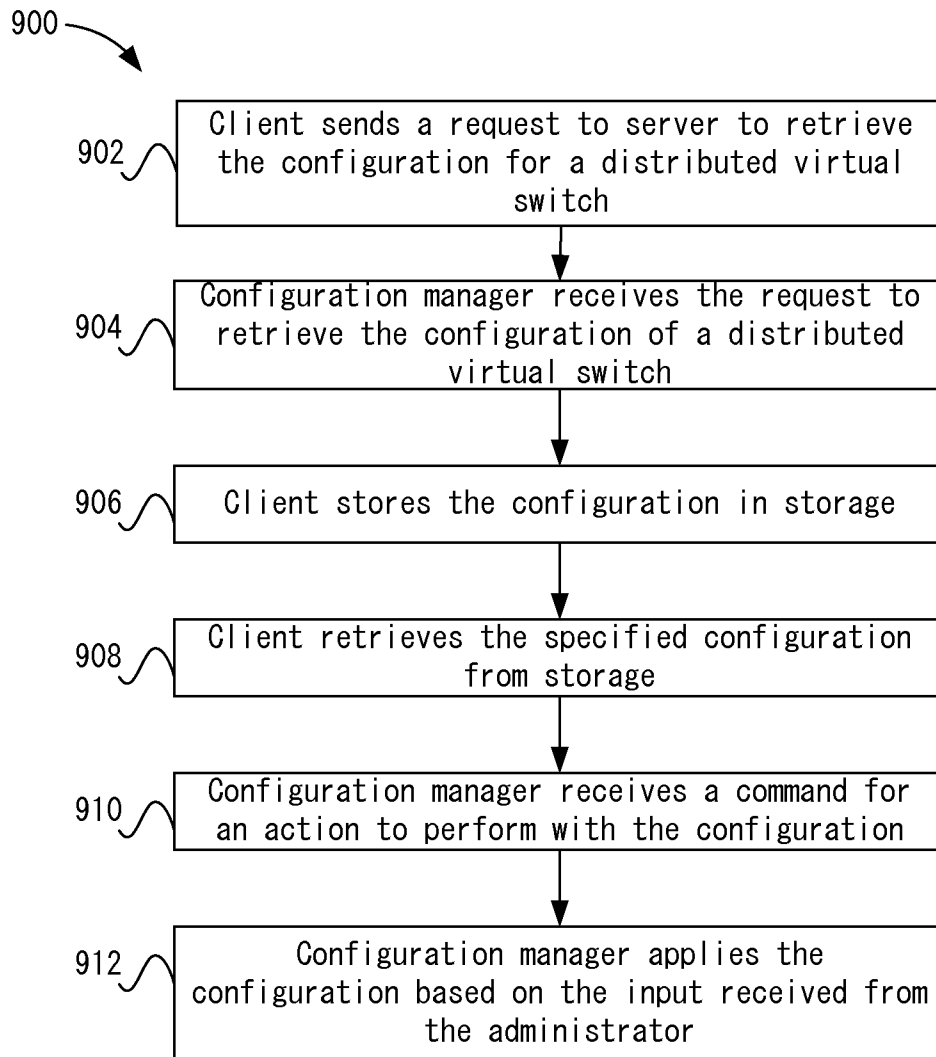 900
902
Client sends a request to server to retrieve
the configuration for a distributed virtual
switch
904
Configuration manager receives the request to
retrieve the configuration of a distributed
virtual switch
906
Client stores the configuration in storage
908
Client retrieves the specified configuration
from storage
910
Configuration manager receives a command for
an action to perform with the configuration
912
Configuration manager applies the
configuration based on the input received from
the administrator